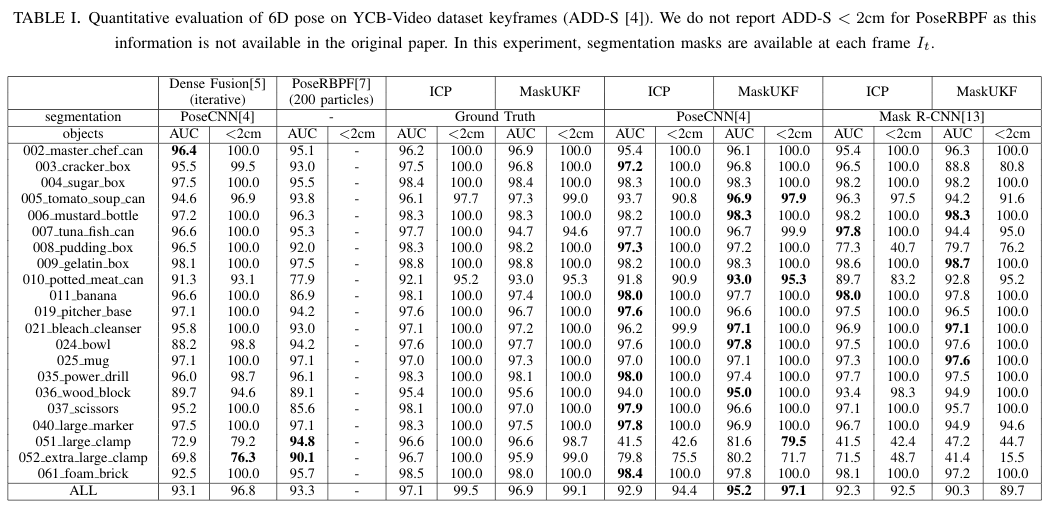 TABLE I. Quantitative evaluation of 6D pose on YCB-Video dataset keyframes (ADD-S [4]). We do not report ADD-S < 2cm for PoseRBPF as this
information is not available in the original paper. In this experiment, segmentation masks are available at each frame It.
Dense Fusion[5] PoseRBPF[7] ICP MaskUKF ICP MaskUKF ICP MaskUKF
(iterative) (200 particles)
segmentation PoseCNN[4] - Ground Truth PoseCNN[4] Mask R-CNN[13]
objects AUC <2cm AUC <2cm AUC <2cm AUC <2cm AUC <2cm AUC <2cm AUC <2cm AUC <2cm
002_master_chef_can 96.4 100.0 95.1 - 96.2 100.0 96.9 100.0 95.4 100.0 96.1 100.0 95.4 100.0 96.3 100.0
003_cracker_box 95.5 99.5 93.0 - 97.5 100.0 96.8 100.0 97.2 100.0 96.8 100.0 96.5 100.0 88.8 80.8
004_sugar_box 97.5 100.0 95.5 - 98.4 100.0 98.4 100.0 98.3 100.0 98.3 100.0 98.2 100.0 98.2 100.0
005_tomato_soup_can 94.6 96.9 93.8 - 96.1 97.7 97.3 99.0 93.7 90.8 96.9 97.9 96.3 97.5 94.2 91.6
006_mustard_bottle 97.2 100.0 96.3 - 98.3 100.0 98.3 100.0 98.2 100.0 98.3 100.0 98.2 100.0 98.3 100.0
007_tuna_fish_can 96.6 100.0 95.3 - 97.7 100.0 94.7 94.6 97.7 100.0 96.7 99.9 97.8 100.0 94.4 95.0
008_pudding_box 96.5 100.0 92.0 - 98.3 100.0 98.2 100.0 97.3 100.0 97.2 100.0 77.3 40.7 79.7 76.2
009_gelatin_box 98.1 100.0 97.5 - 98.8 100.0 98.8 100.0 98.2 100.0 98.3 100.0 98.6 100.0 98.7 100.0
010_potted_meat_can 91.3 93.1 77.9 - 92.1 95.2 93.0 95.3 91.8 90.9 93.0 95.3 89.7 83.2 92.8 95.2
011_banana 96.6 100.0 86.9 - 98.1 100.0 97.4 100.0 98.0 100.0 97.7 100.0 98.0 100.0 97.8 100.0
019_pitcher_base 97.1 100.0 94.2 - 97.6 100.0 96.7 100.0 97.6 100.0 96.6 100.0 97.5 100.0 96.5 100.0
021_bleach_cleanser 95.8 100.0 93.0 - 97.1 100.0 97.2 100.0 96.2 99.9 97.1 100.0 96.9 100.0 97.1 100.0
024_bowl 88.2 98.8 94.2 - 97.6 100.0 97.7 100.0 97.6 100.0 97.8 100.0 97.5 100.0 97.6 100.0
025_mug 97.1 100.0 97.1 - 97.0 100.0 97.3 100.0 97.0 100.0 97.1 100.0 97.3 100.0 97.6 100.0
035_power_drill 96.0 98.7 96.1 - 98.3 100.0 98.1 100.0 98.0 100.0 97.4 100.0 97.7 100.0 97.5 100.0
036_wood_block 89.7 94.6 89.1 - 95.4 100.0 95.6 100.0 94.0 100.0 95.0 100.0 93.4 98.3 94.9 100.0
037_scissors 95.2 100.0 85.6 - 98.1 100.0 97.0 100.0 97.9 100.0 96.6 100.0 97.1 100.0 95.7 100.0
040_large_marker 97.5 100.0 97.1 - 98.3 100.0 97.5 100.0 97.8 100.0 96.9 100.0 96.7 100.0 94.9 94.6
051_large_clamp 72.9 79.2 94.8 - 96.6 100.0 96.6 98.7 41.5 42.6 81.6 79.5 41.5 42.4 47.2 44.7
052_extra_large_clamp 69.8 76.3 90.1 - 96.7 100.0 95.9 99.0 79.8 75.5 80.2 71.7 71.5 48.7 41.4 15.5
061_foam_brick 92.5 100.0 95.7 - 98.5 100.0 98.0 100.0 98.4 100.0 97.6 100.0 98.1 100.0 97.2 100.0
ALL 93.1 96.8 93.3 - 97.1 99.5 96.9 99.1 92.9 94.4 95.2 97.1 92.3 92.5 90.3 89.7